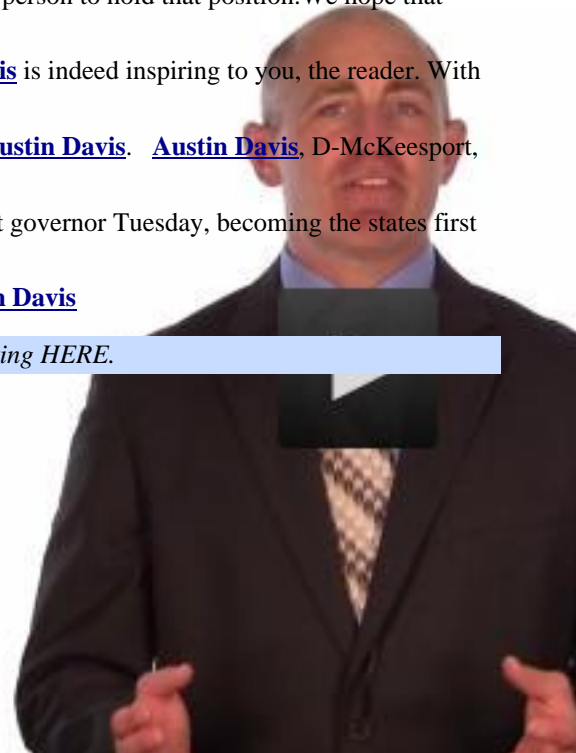 person to hold that position.We hope that
is is indeed inspiring to you, the reader. With
ustin Davis. Austin Davis, D-McKeesport,
t governor Tuesday, becoming the states first
n Davis
ing HERE.